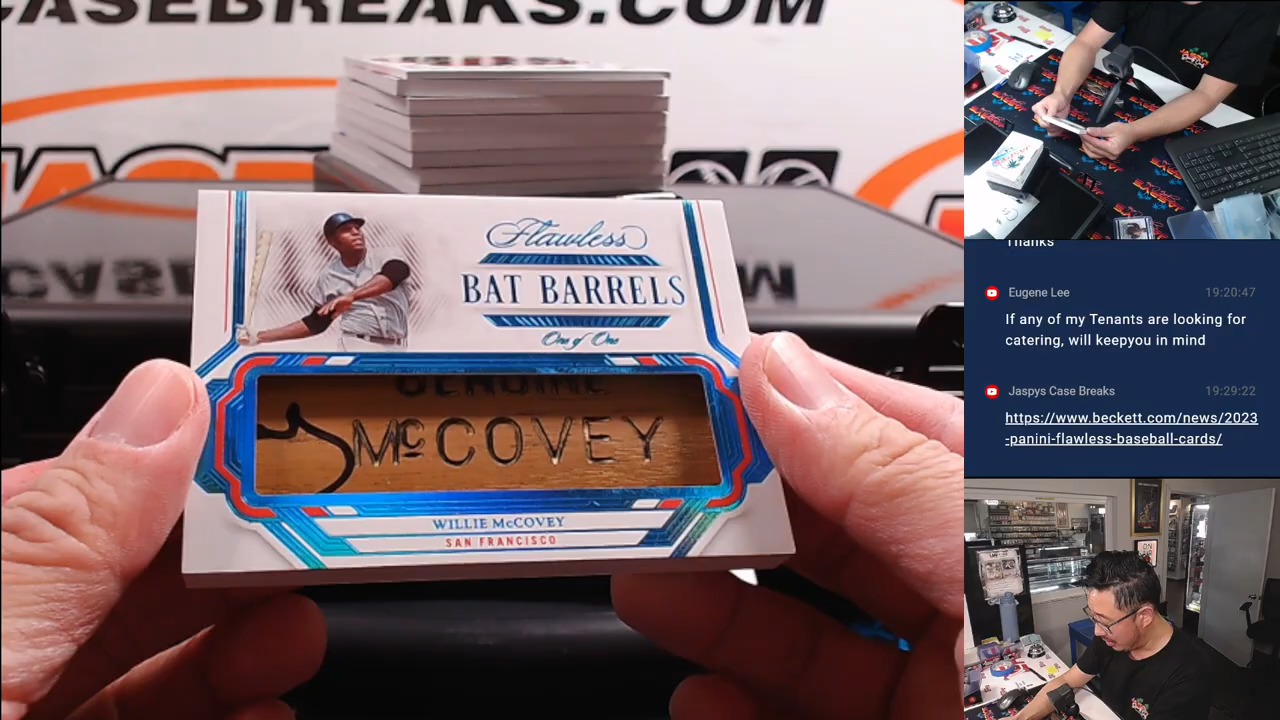 CASEBREAKS.COM
Flawless
BAT BARRELS
One of One
GENUINE
McCOVEY
WILLIE McCOVEY
SAN FRANCISCO
Thanks
Eugene Lee 19:20:47
If any of my Tenants are looking for
catering, will keepyou in mind
Jaspys Case Breaks 19:29:22
https://www.beckett.com/news/2023
-panini-flawless-baseball-cards/